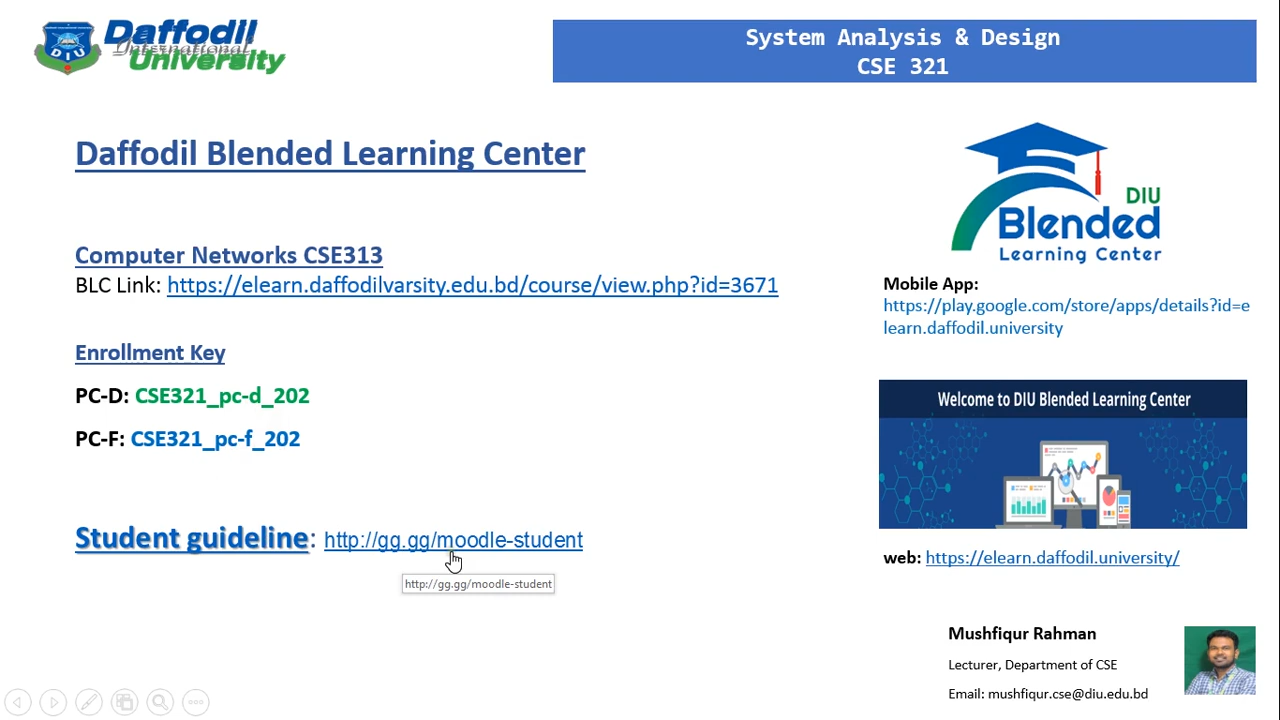 Daffodil
International
University
DIU
System Analysis & Design
CSE 321
Daffodil Blended Learning Center
Computer Networks CSE313
BLC Link: https://elearn.daffodilvarsity.edu.bd/course/view.php?id=3671
Enrollment Key
PC-D: CSE321_pc-d_202
PC-F: CSE321_pc-f_202
Student guideline: http://gg.gg/moodle-student
http://gg.gg/moodle-student
DIU
Blended
Learning Center
Mobile App:
https://play.google.com/store/apps/details?id=e
learn.daffodil.university
Welcome to DIU Blended Learning Center
web: https://elearn.daffodil.university/
Mushfiqur Rahman
Lecturer, Department of CSE
Email: mushfiqur.cse@diu.edu.bd